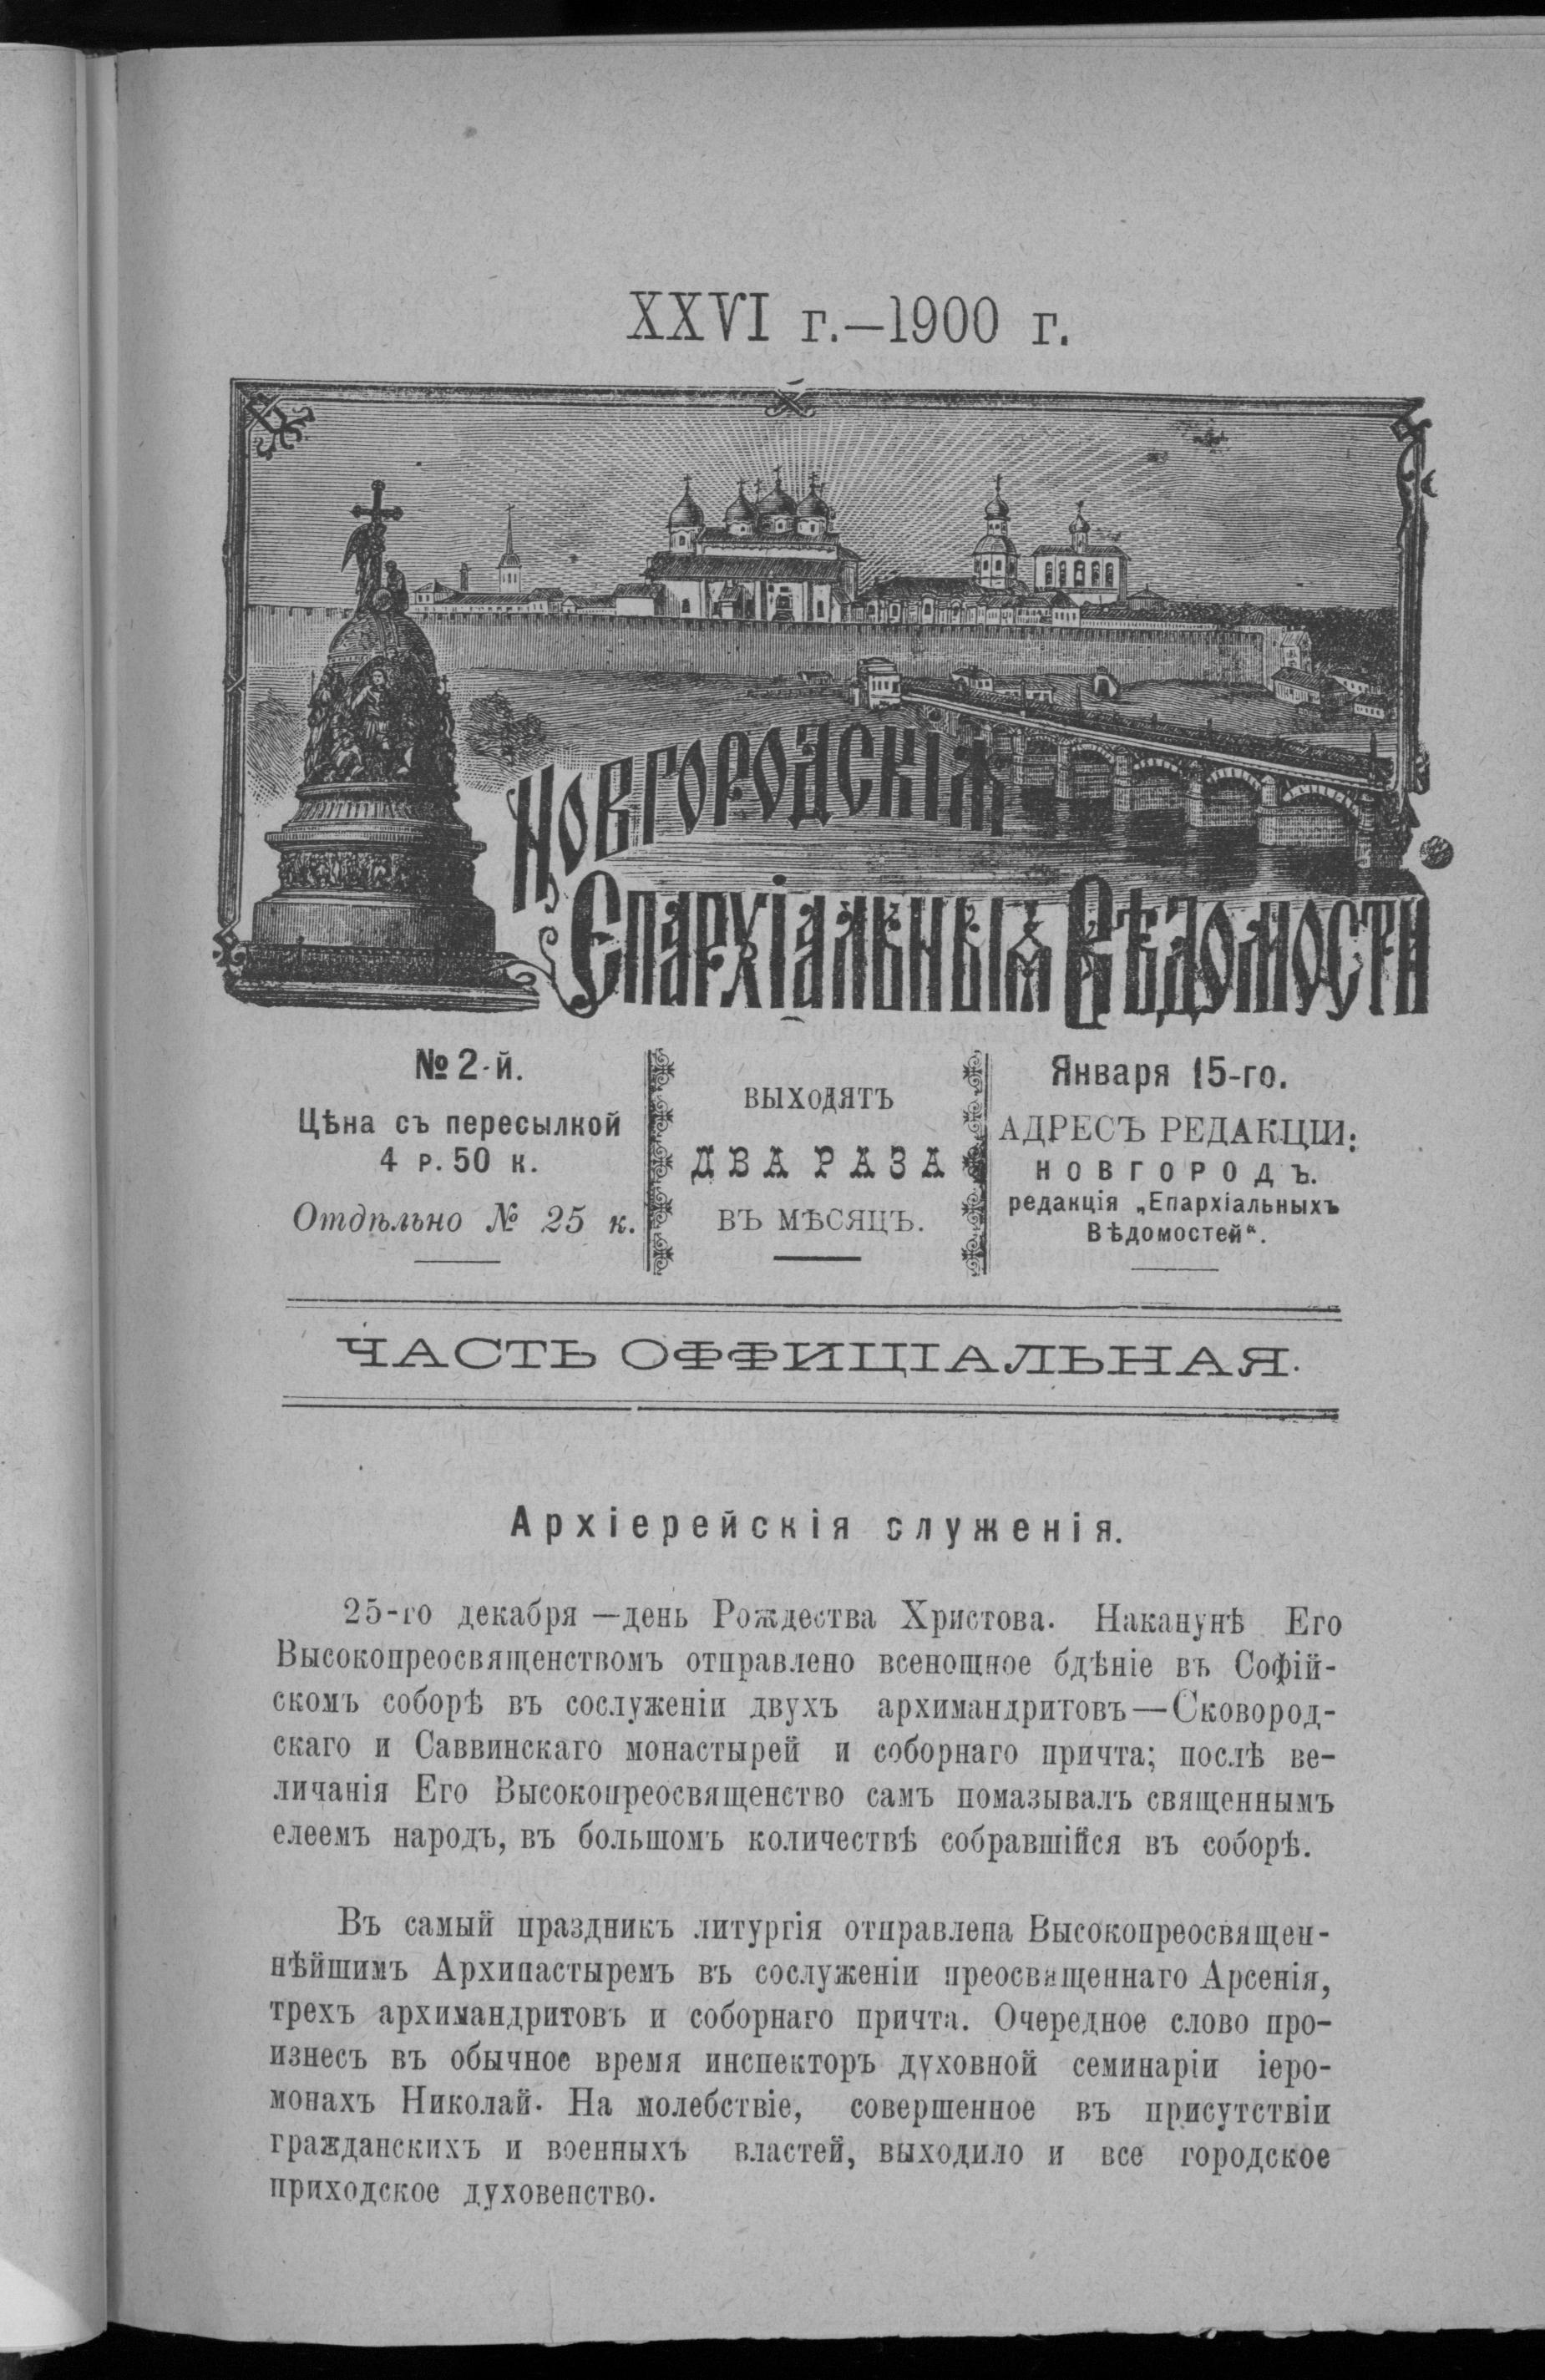 XXVI г.—1900 г.
Новгородскія
Епархіальныя Вѣдомости
№ 2-й.
Цѣна съ пересылкой
4 р. 50 к.
Отдѣльно № 25 к.
ВЫХОДЯТЪ
ДВА РАЗА
ВЪ МѢСЯЦЪ.
Января 15-го.
АДРЕСЪ РЕДАКЦІИ:
НОВГОРОДЪ.
редакція „Епархіальныхъ
Вѣдомостей“.
ЧАСТЬ ОФФИЦІАЛЬНАЯ.
Архіерейскія служенія.
25-го декабря —день Рождества Христова. Наканунѣ Его
Высокопреосвященствомъ отправлено всенощное бдѣніе въ Софій-
скомъ соборѣ въ сослуженіи двухъ архимандритовъ—Сковород-
скаго и Саввинскаго монастырей и соборнаго причта; послѣ ве-
личанія Его Высокопреосвященство самъ помазывалъ священнымъ
елеемъ народъ, въ большомъ количествѣ собравшійся въ соборѣ.
Въ самый праздникъ литургія отправлена Высокопреосвящен-
нѣйшимъ Архипастыремъ въ сослуженіи преосвященнаго Арсенія,
трехъ архимандритовъ и соборнаго причта. Очередное слово про-
изнесъ въ обычное время инспекторъ духовной семинаріи іеро-
монахъ Николай. На молебствіе, совершенное въ присутствіи
гражданскихъ и военныхъ властей, выходило и все городское
приходское духовенство.